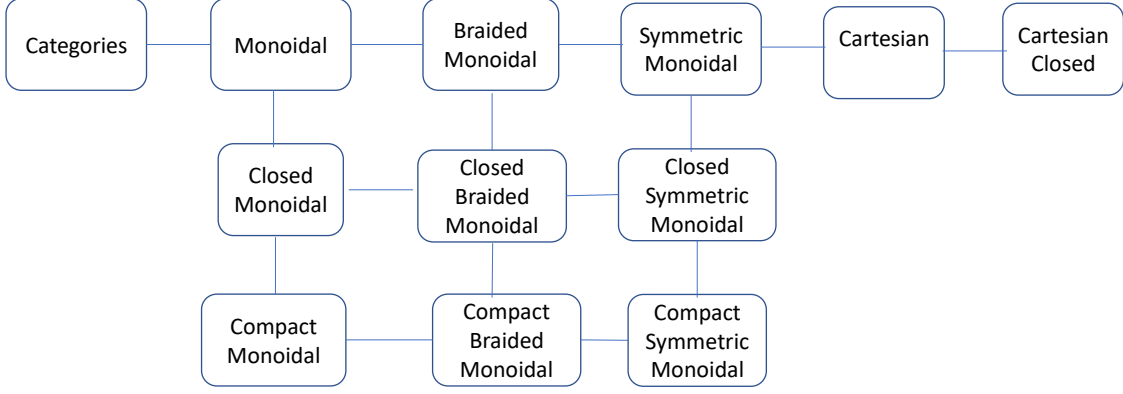 Categories
Monoidal
Braided
Monoidal
Symmetric
Monoidal
Cartesian
Cartesian
Closed
Closed
Monoidal
Closed
Braided
Monoidal
Closed
Symmetric
Monoidal
Compact
Monoidal
Compact
Braided
Monoidal
Compact
Symmetric
Monoidal